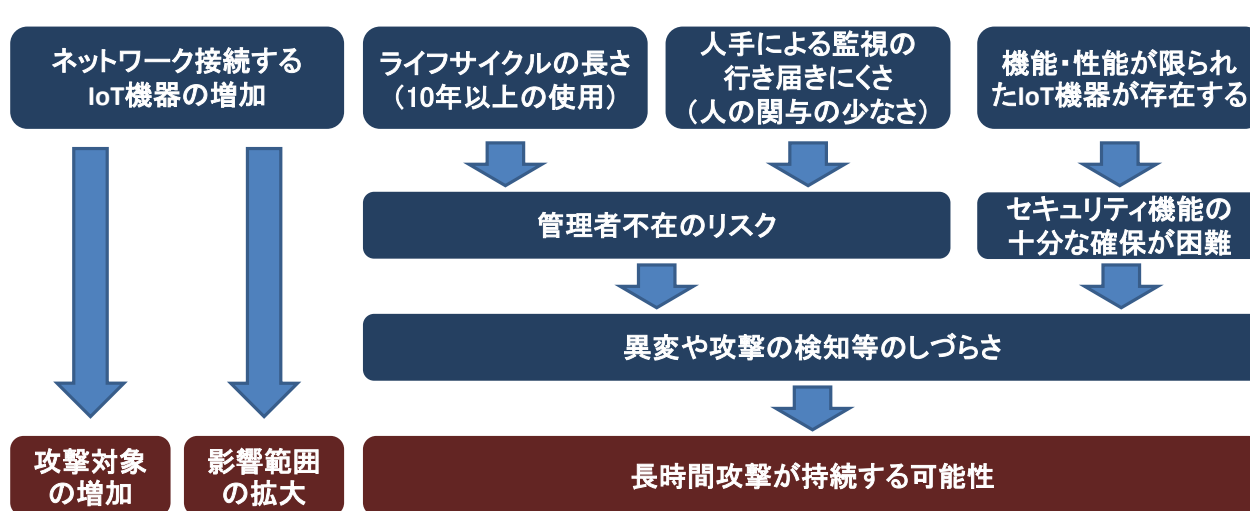 ネットワーク接続する
IoT機器の増加
ライフサイクルの長さ
（10年以上の使用）
人手による監視の
行き届きにくさ
（人の関与の少なさ）
機能・性能が限られ
たIoT機器が存在する
管理者不在のリスク
セキュリティ機能の
十分な確保が困難
異変や攻撃の検知等のしづらさ
攻撃対象
の増加
影響範囲
の拡大
長時間攻撃が持続する可能性